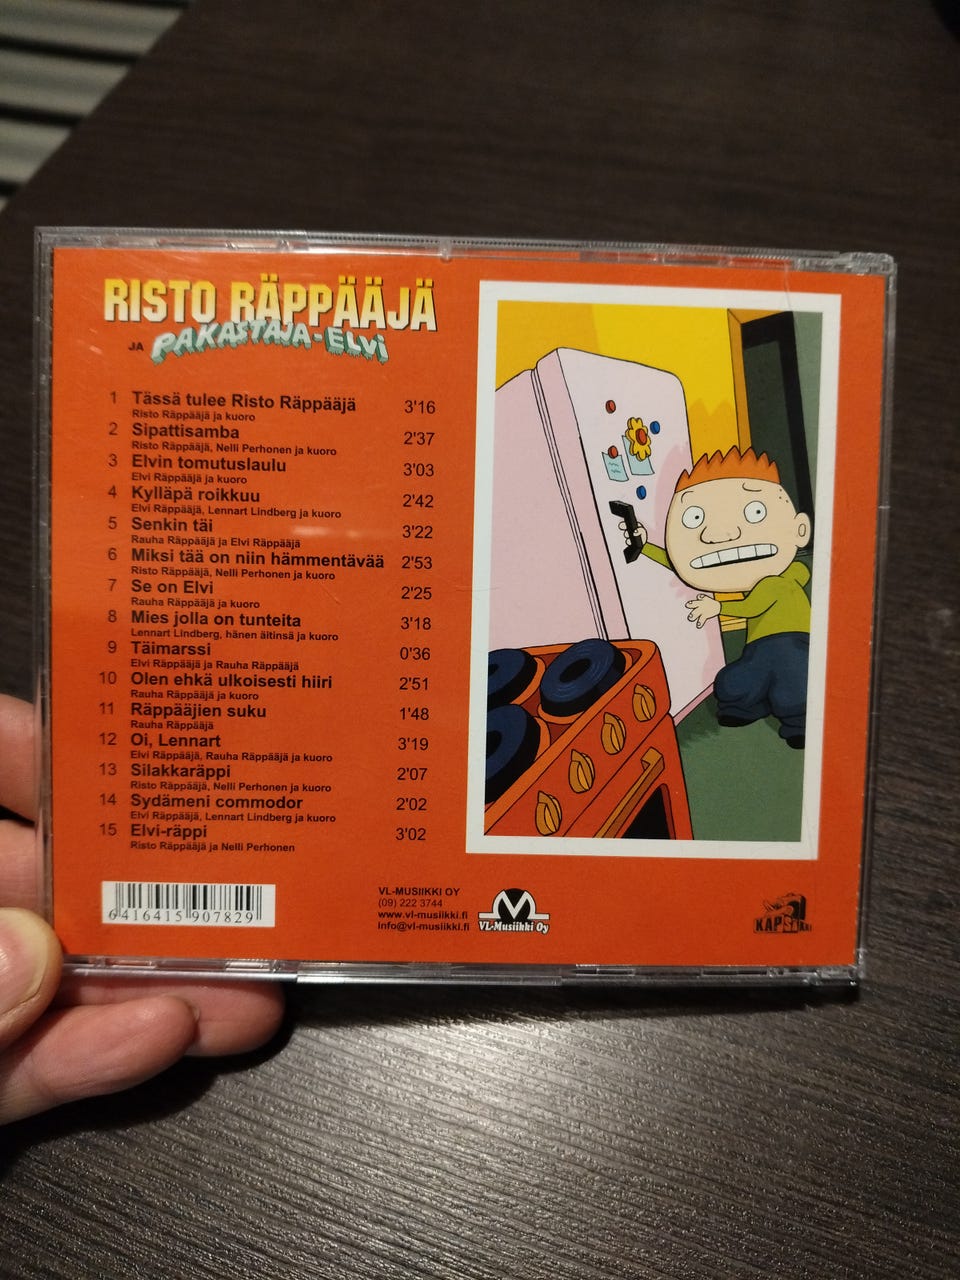 RISTO RÄPPÄÄJÄ
JA PAKASTAJA-ELVI
1 Tässä tulee Risto Räppääjä 3'16
Risto Räppääjä ja kuoro
2 Sipattisamba 2'37
Risto Räppääjä, Nelli Perhonen ja kuoro
3 Elvin tomutuslaulu 3'03
Elvi Räppääjä ja kuoro
4 Kylläpä roikkuu 2'42
Elvi Räppääjä, Lennart Lindberg ja kuoro
5 Senkin täi 3'22
Rauha Räppääjä ja Elvi Räppääjä
6 Miksi tää on niin hämmentävää 2'53
Risto Räppääjä, Nelli Perhonen ja kuoro
7 Se on Elvi 2'25
Rauha Räppääjä ja kuoro
8 Mies jolla on tunteita 3'18
Lennart Lindberg, hänen äitinsä ja kuoro
9 Täimarssi 0'36
Elvi Räppääjä ja Rauha Räppääjä
10 Olen ehkä ulkoisesti hiiri 2'51
Rauha Räppääjä ja kuoro
11 Räppääjien suku 1'48
Rauha Räppääjä
12 Oi, Lennart 3'19
Elvi Räppääjä, Rauha Räppääjä ja kuoro
13 Silakkaräppi 2'07
Risto Räppääjä, Nelli Perhonen ja kuoro
14 Sydämeni commodor 2'02
Elvi Räppääjä, Lennart Lindberg ja kuoro
15 Elvi-räppi 3'02
Risto Räppääjä ja Nelli Perhonen
6 416415 907829
VL-MUSIIKKI OY
(09) 222 3744
www.vl-musiikki.fi
info@vl-musiikki.fi
VL-Musiikki Oy
KAPSÄKKI